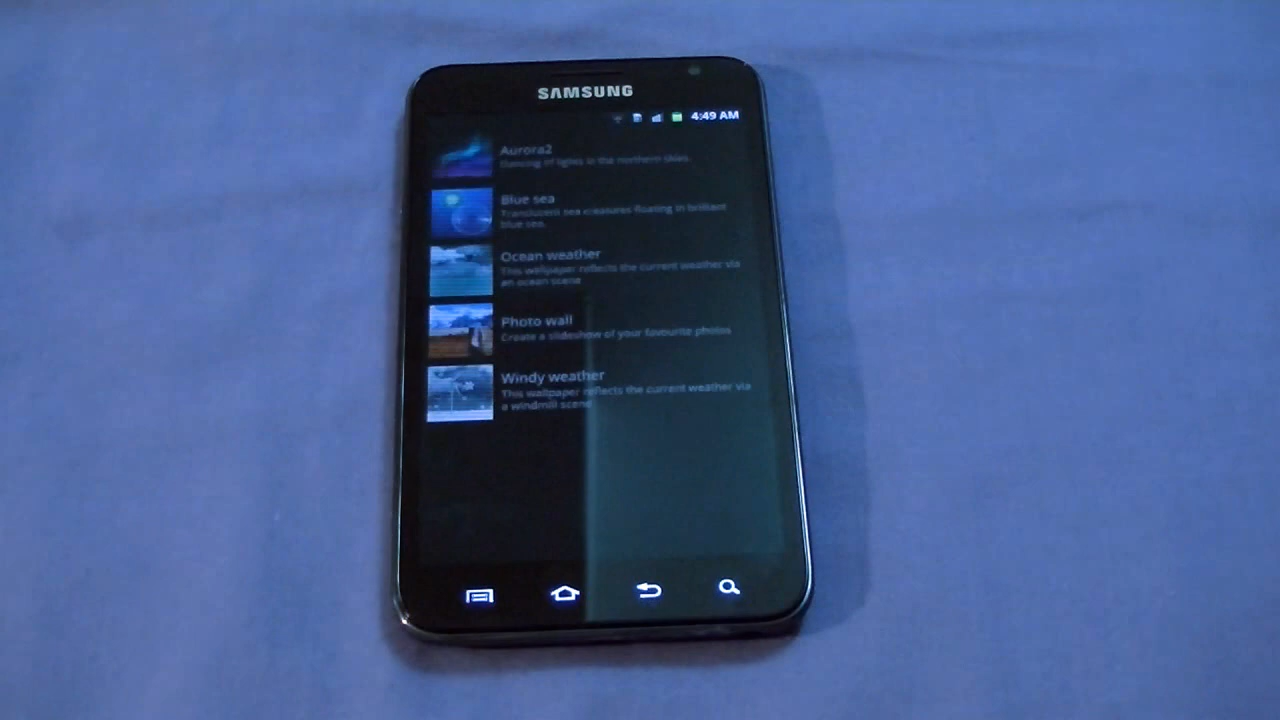 SAMSUNG
4:49 AM
Aurora2
Dancing of lights in the northern skies.
Blue sea
Translucent sea creatures floating in brilliant
blue sea.
Ocean weather
This wallpaper reflects the current weather via
an ocean scene
Photo wall
Create a slideshow of your favourite photos
Windy weather
This wallpaper reflects the current weather via
a windmill scene